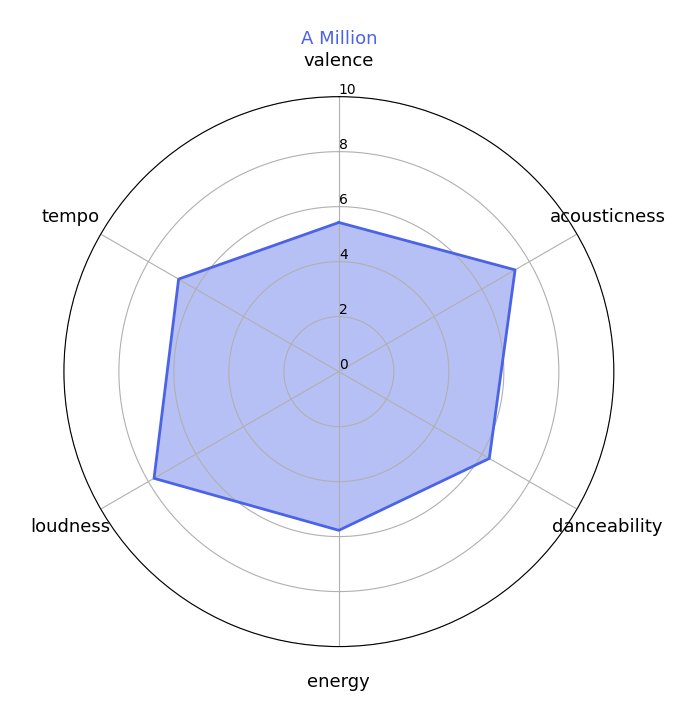 A Million
valence
10
8
tempo
acousticness
6
4
2
0
loudness
danceability
energy